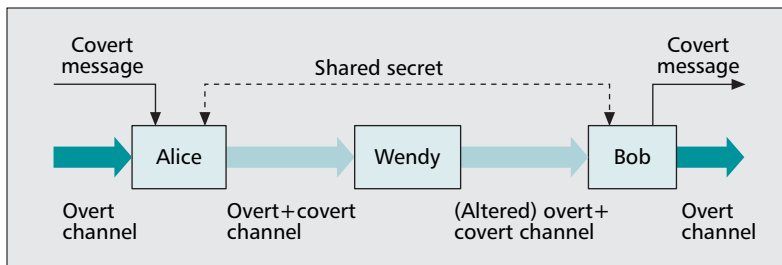 Covert
message
Shared secret
Covert
message
Alice
Wendy
Bob
Overt
channel
Overt+covert
channel
(Altered) overt+
covert channel
Overt
channel